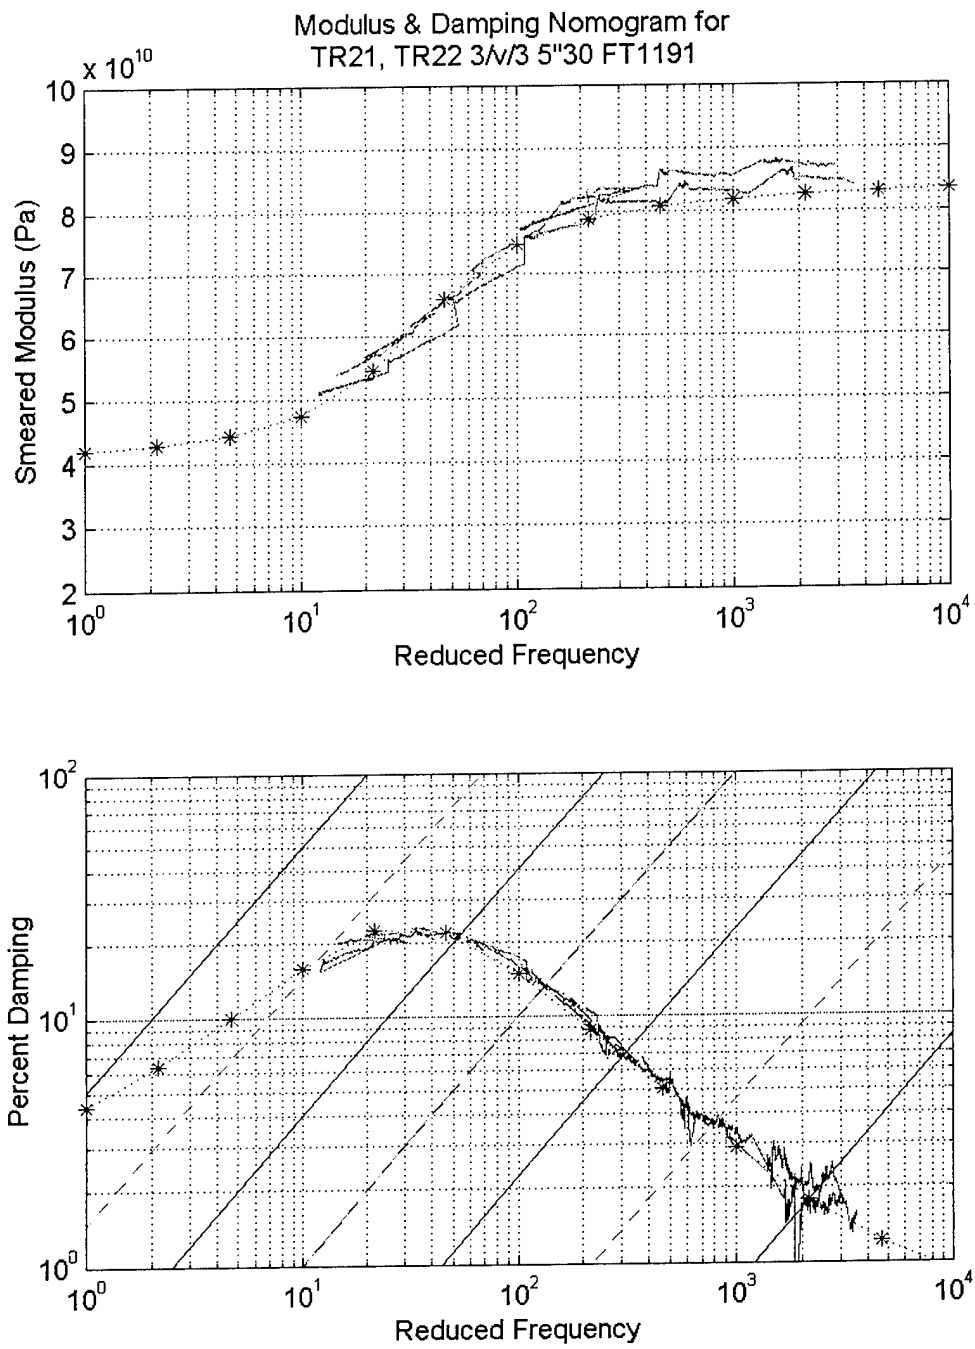 Modulus & Damping Nomogram for
TR21, TR22 3/v/3 5"30 FT1191
x 10^10
10
9
8
7
6
5
4
3
2
Smeared Modulus (Pa)
10^0 10^1 10^2 10^3 10^4
Reduced Frequency
10^2
10^1
10^0
Percent Damping
10^0 10^1 10^2 10^3 10^4
Reduced Frequency